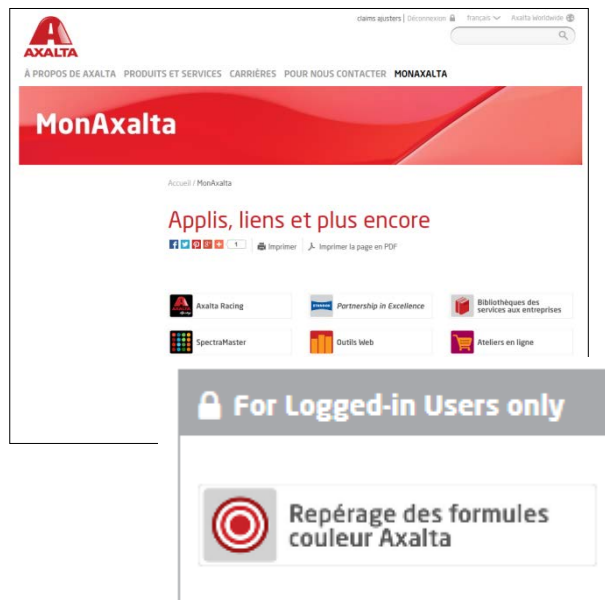 claims ajusters | Déconnexion français Axalta Worldwide
AXALTA
À PROPOS DE AXALTA PRODUITS ET SERVICES CARRIÈRES POUR NOUS CONTACTER MONAXALTA
MonAxalta
Accueil / MonAxalta
Applis, liens et plus encore
1 Imprimer Imprimer la page en PDF
Axalta Racing
Partnership in Excellence
Bibliothèques des
services aux entreprises
SpectraMaster
Outils Web
Ateliers en ligne
For Logged-in Users only
Repérage des formules
couleur Axalta